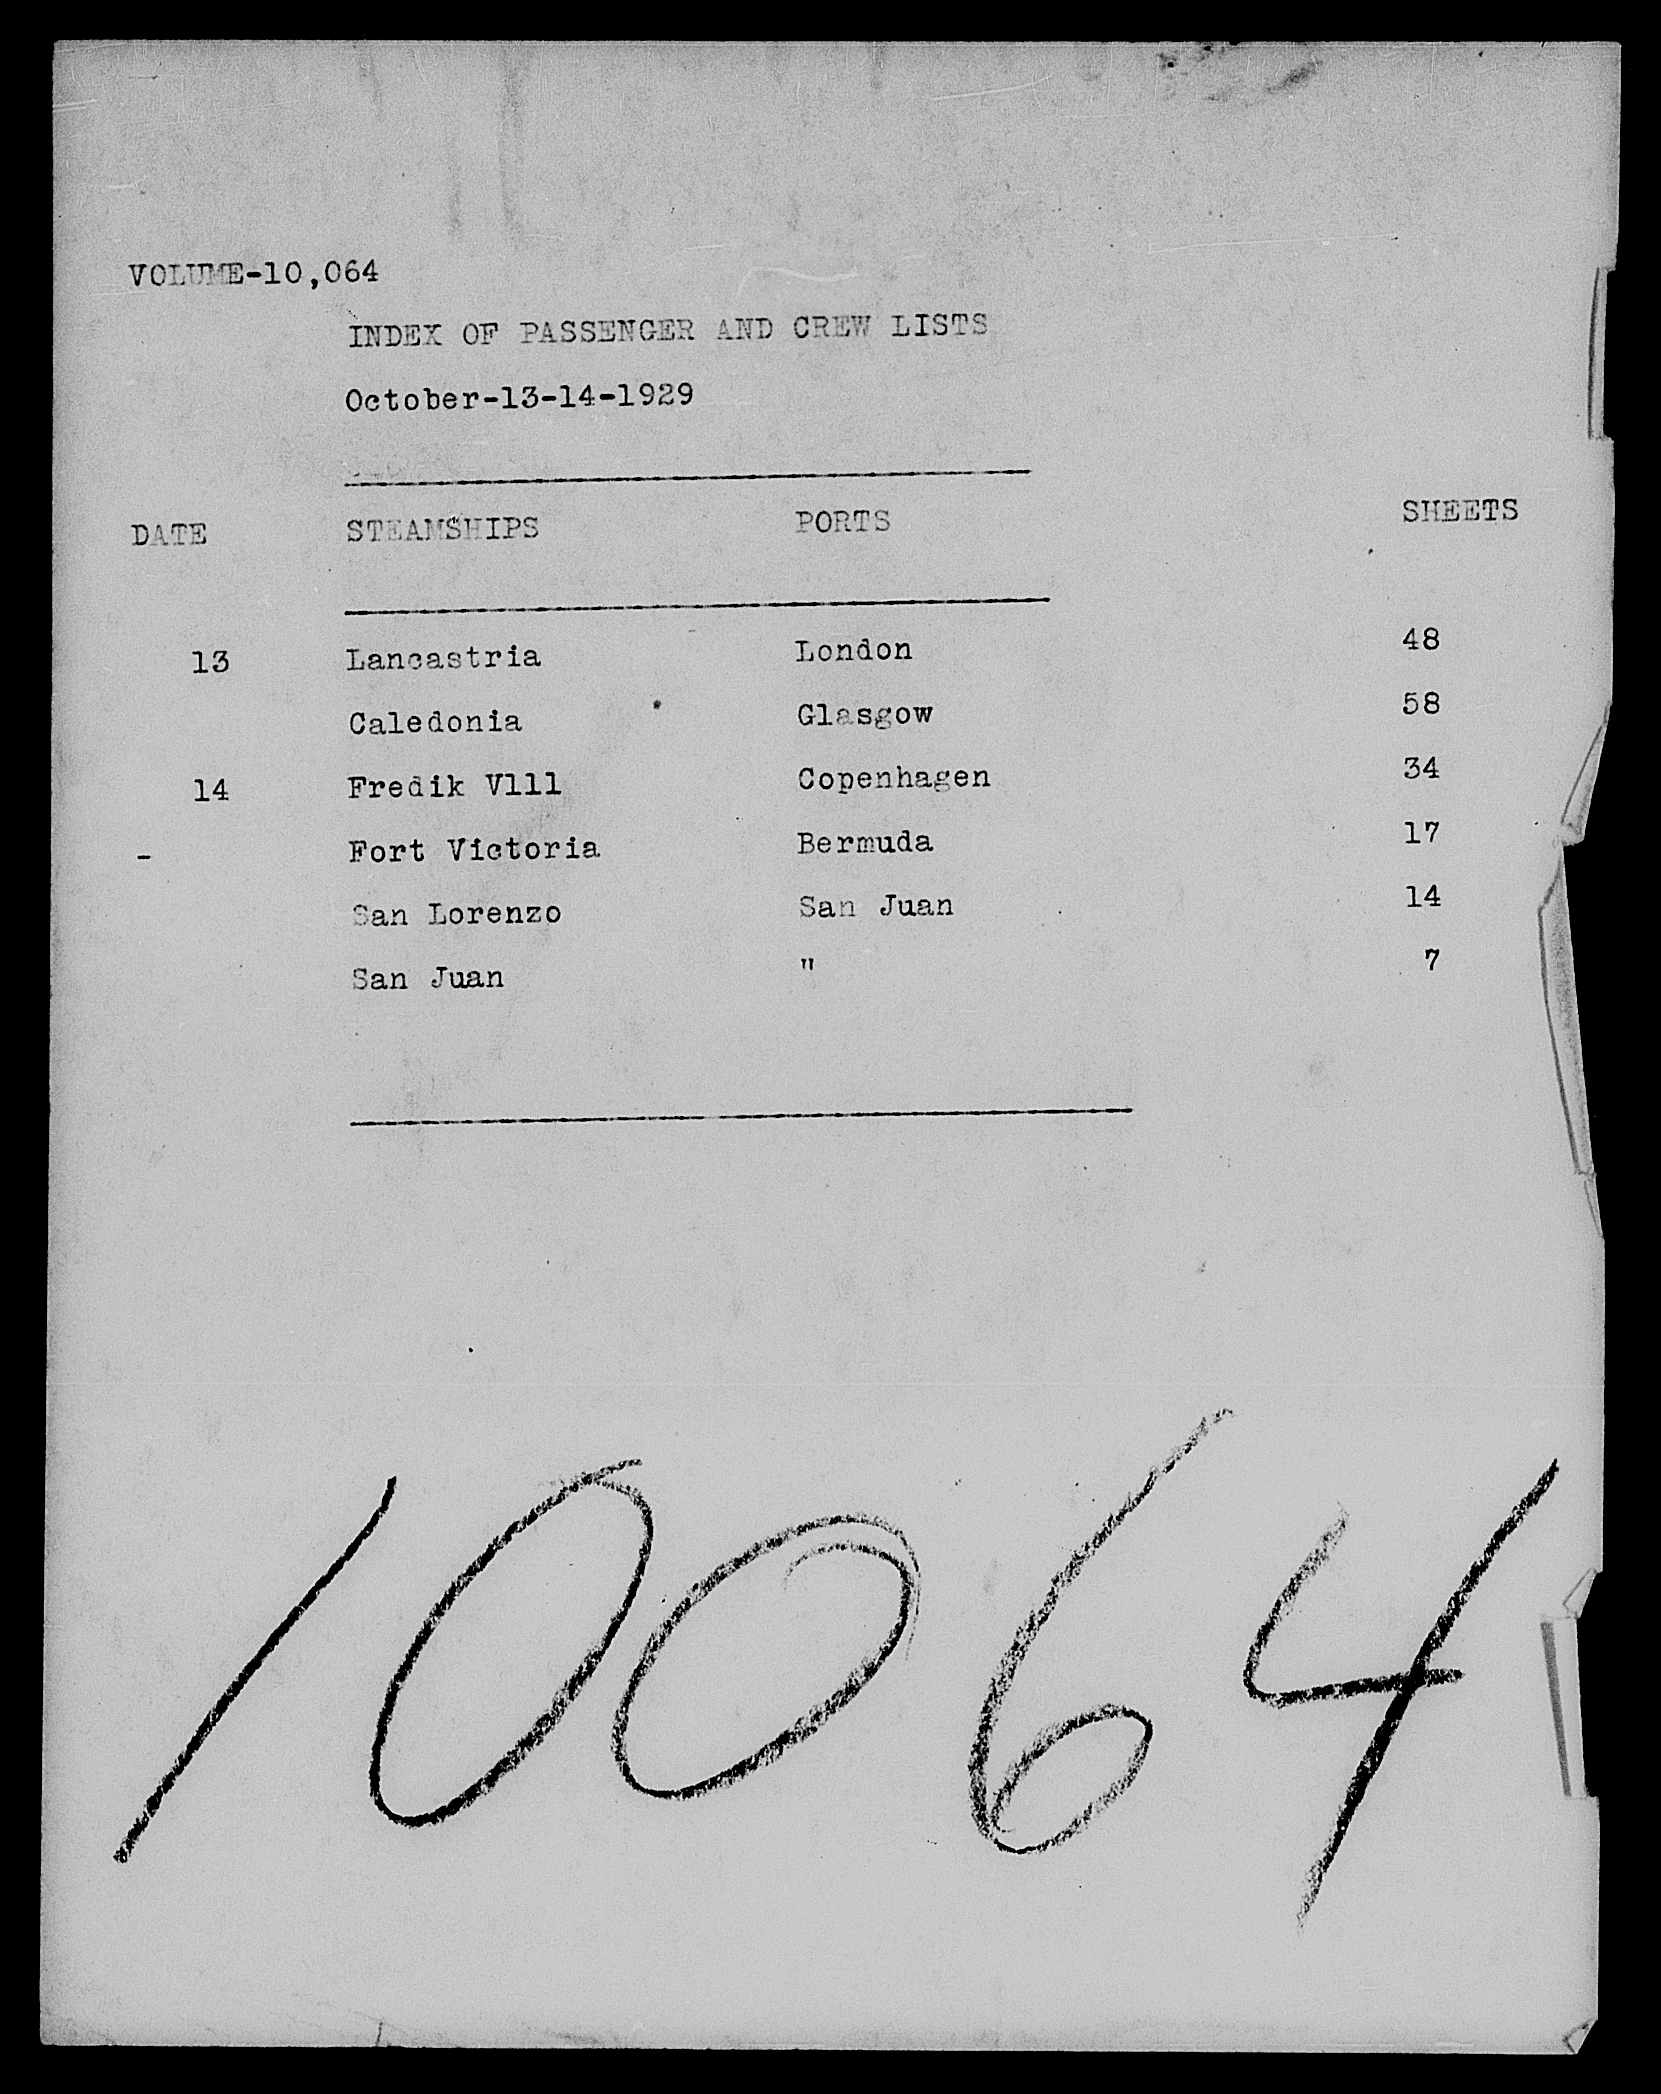 VOLUME-10,064
INDEX OF PASSENGER AND CREW LISTS
October-13-14-1929
DATE STEAMSHIPS PORTS SHEETS
13 Lancastria London 48
Caledonia Glasgow 58
14 Fredik V111 Copenhagen 34
- Fort Victoria Bermuda 17
San Lorenzo San Juan 14
San Juan " 7
10064